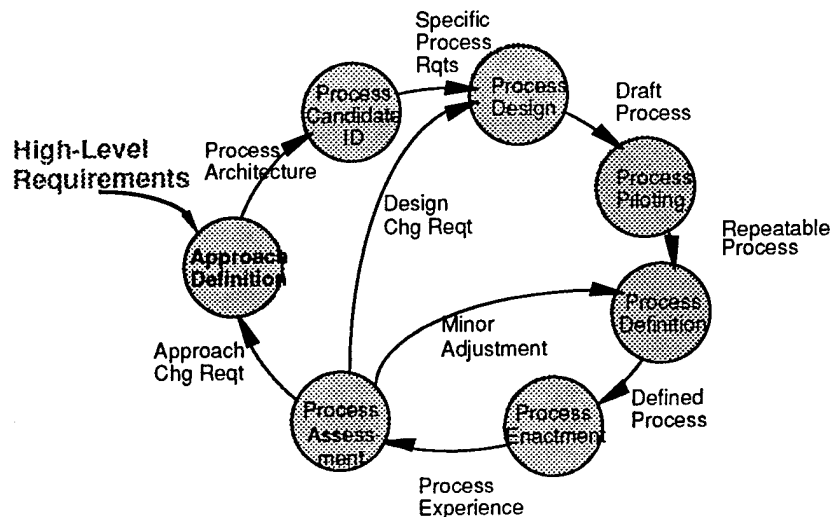 Specific
Process
Rqts
Process
Design
Draft
Process
Process
Candidate
ID
High-Level
Requirements
Process
Architecture
Process
Piloting
Design
Chg Reqt
Repeatable
Process
Approach
Definition
Process
Definition
Minor
Adjustment
Approach
Chg Reqt
Defined
Process
Process
Assess
ment
Process
Enactment
Process
Experience